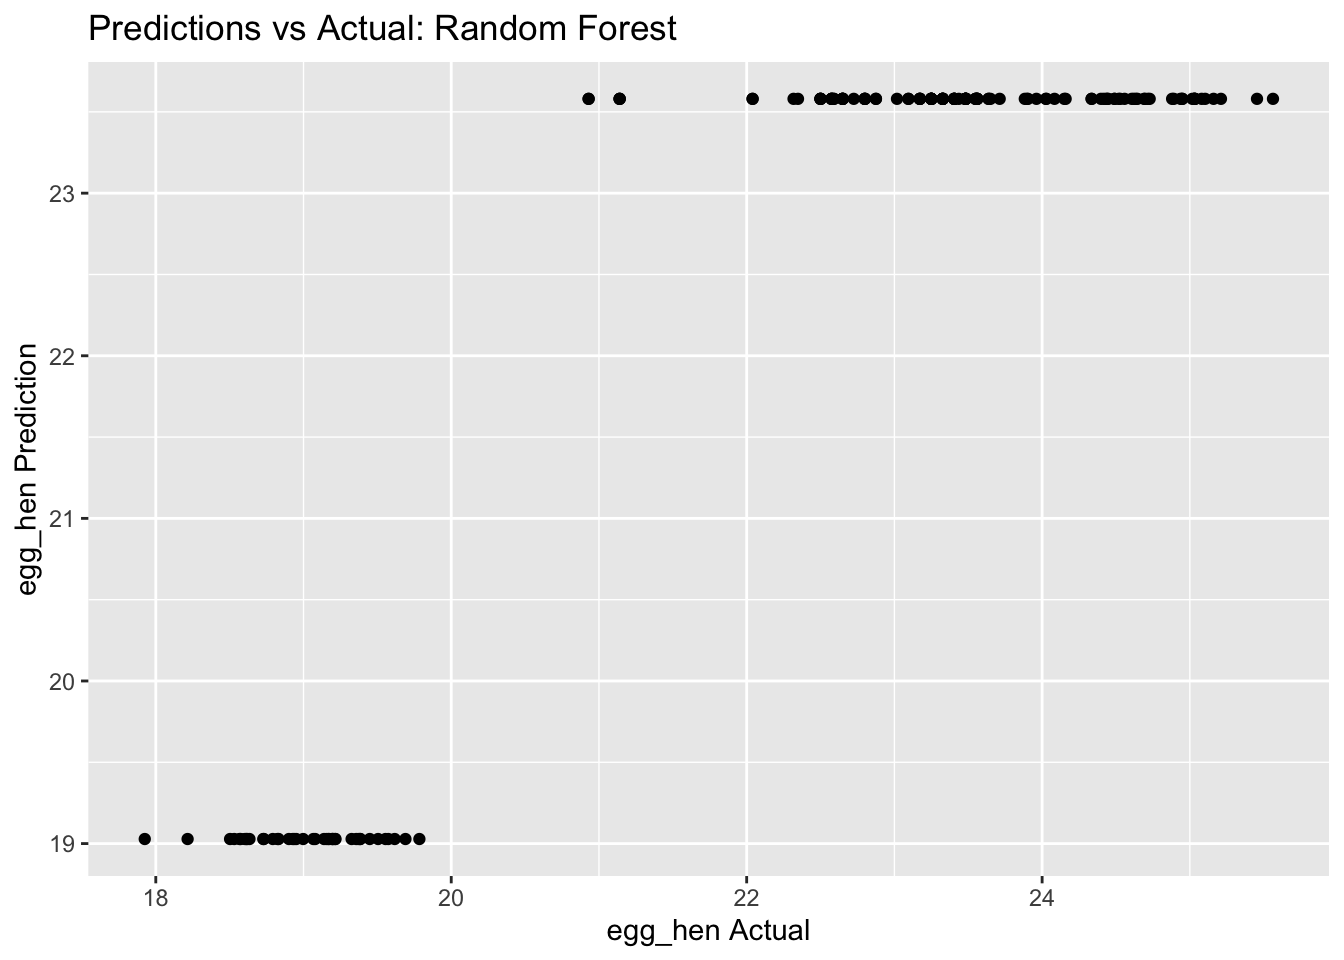 Predictions vs Actual: Random Forest
egg_hen Prediction
23
22
21
20
19
18 20 22 24
egg_hen Actual